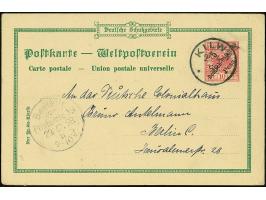 Deutsche Schutzgebiete
Postkarte – Weltpostverein
Carte postale – Union postale universelle
KILWA
An das Deutsche Colonialhaus
Bruno Antelmann
Berlin C.
Jerusalemerstr. 28